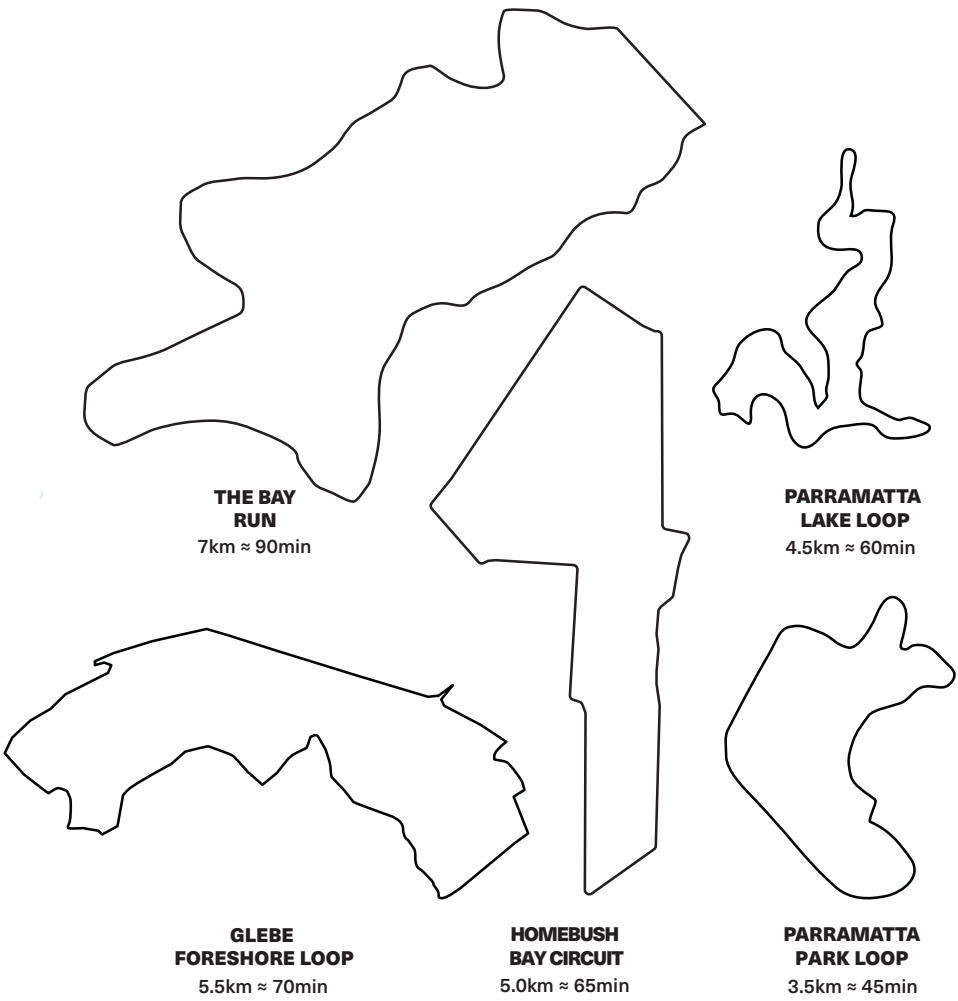 THE BAY
RUN
7km ≈ 90min
PARRAMATTA
LAKE LOOP
4.5km ≈ 60min
GLEBE
FORESHORE LOOP
5.5km ≈ 70min
HOMEBUSH
BAY CIRCUIT
5.0km ≈ 65min
PARRAMATTA
PARK LOOP
3.5km ≈ 45min